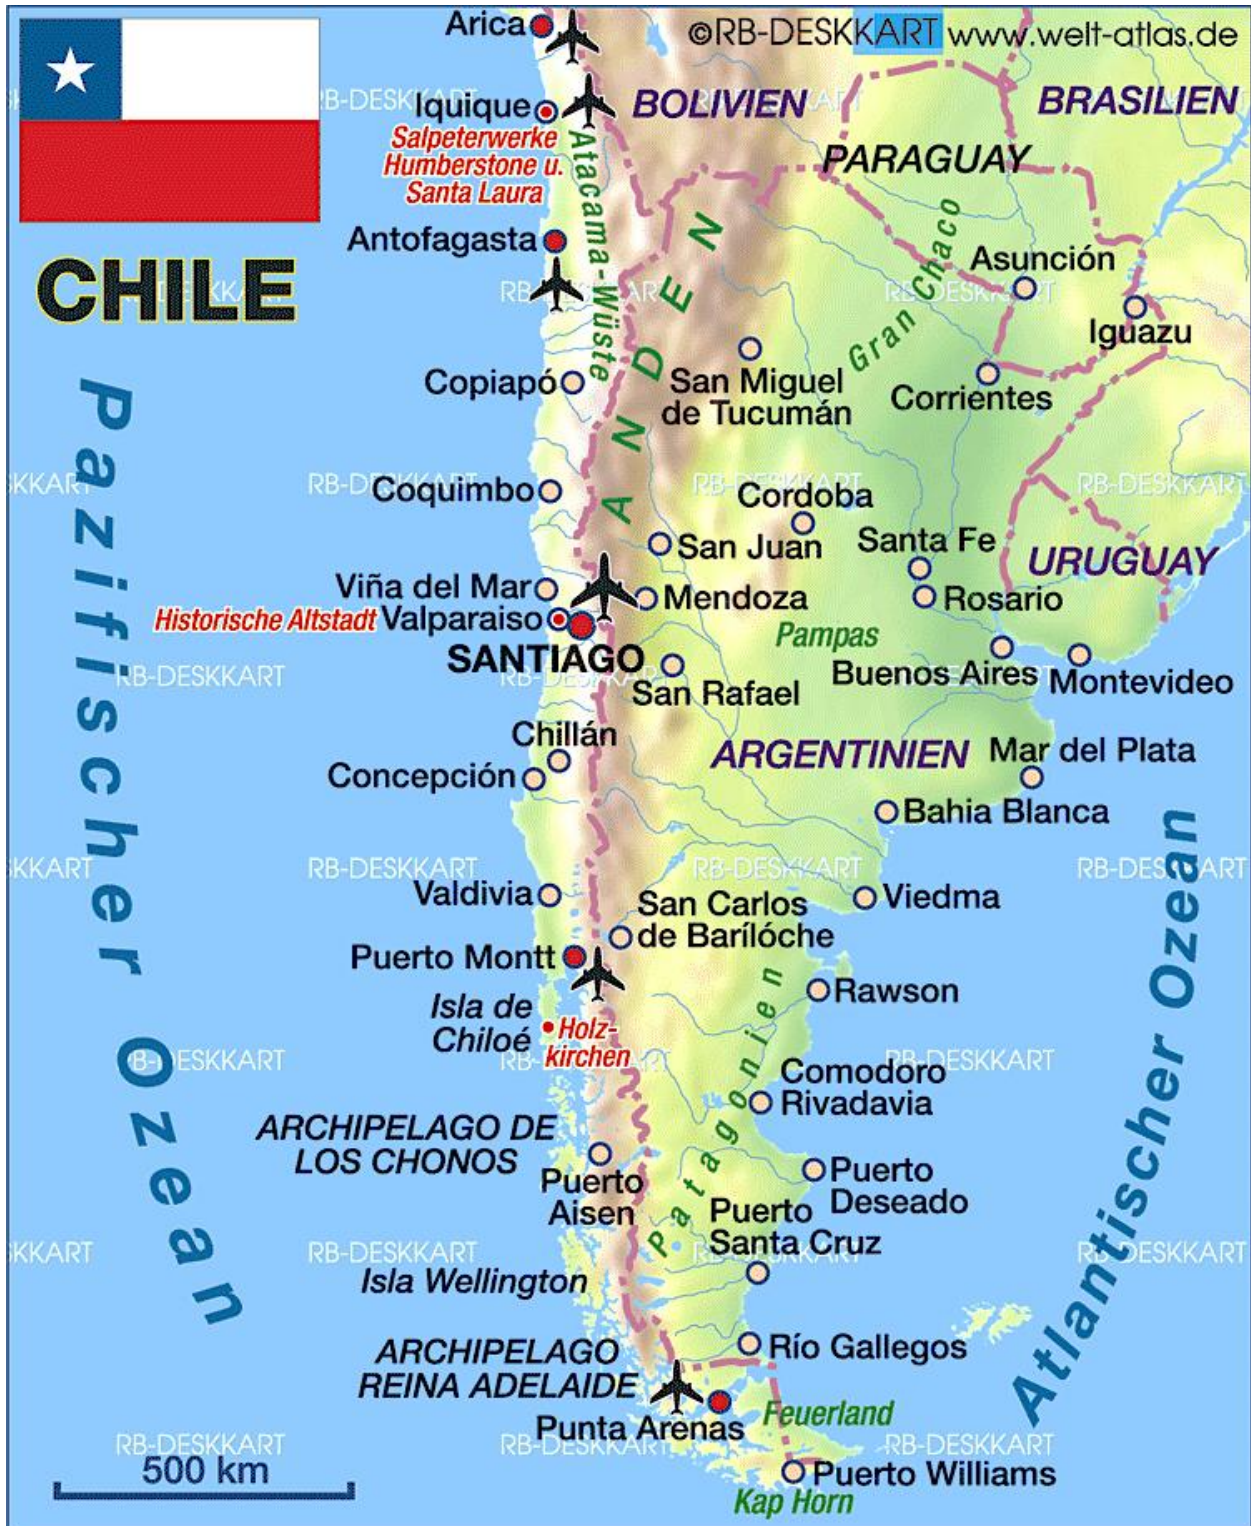 Arica
©RB-DESKKART www.welt-atlas.de
Iquique
BOLIVIEN
BRASILIEN
Salpeterwerke
Humberstone u.
Santa Laura
PARAGUAY
Atacama-Wüste
Antofagasta
CHILE
ANDEN
Gran Chaco
Asunción
Iguazu
Copiapó
San Miguel
de Tucumán
Corrientes
Pazifischer Ozean
Coquimbo
Cordoba
San Juan
Santa Fe
URUGUAY
Viña del Mar
Mendoza
Rosario
Historische Altstadt
Valparaiso
SANTIAGO
Pampas
San Rafael
Buenos Aires
Montevideo
Chillán
ARGENTINIEN
Mar del Plata
Concepción
Bahia Blanca
Atlantischer Ozean
Valdivia
San Carlos
de Barílóche
Viedma
Puerto Montt
Isla de
Chiloé
Holz-
kirchen
Rawson
Patagonien
Comodoro
Rivadavia
ARCHIPELAGO DE
LOS CHONOS
Puerto
Aisen
Puerto
Deseado
Puerto
Santa Cruz
Isla Wellington
ARCHIPELAGO
REINA ADELAIDE
Río Gallegos
Punta Arenas
Feuerland
500 km
Puerto Williams
Kap Horn
RB-DESKKART